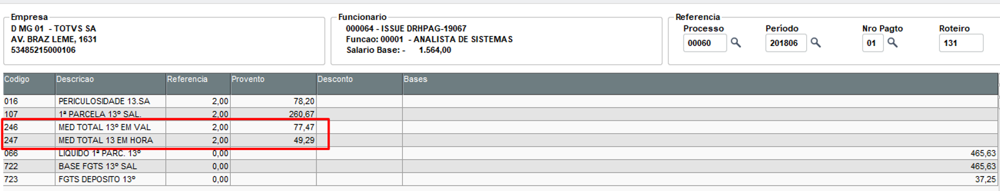 Empresa
D MG 01 - TOTVS SA
AV. BRAZ LEME, 1631
53485215000106
Funcionario
000064 - ISSUE DRHPAG-19067
Funcao: 00001 - ANALISTA DE SISTEMAS
Salario Base: - 1.564,00
Referencia
Processo Período Nro Pagto Roteiro
00060 201806 01 131
Codigo Descricao Referencia Provento Desconto Bases
016 PERICULOSIDADE 13.SA 2,00 78,20
107 1ª PARCELA 13º SAL. 2,00 260,67
246 MED TOTAL 13º EM VAL 2,00 77,47
247 MED TOTAL 13 EM HORA 2,00 49,29
066 LIQUIDO 1ª PARC. 13º 0,00 465,63
722 BASE FGTS 13º SAL 0,00 465,63
723 FGTS DEPOSITO 13º 0,00 37,25